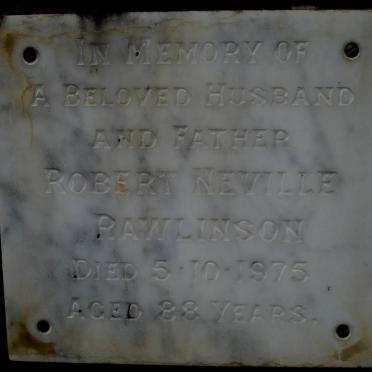 In Memory of
A Beloved Husband
and Father
Robert Neville
Rawlinson
Died 5·10·1975
Aged 88 Years.